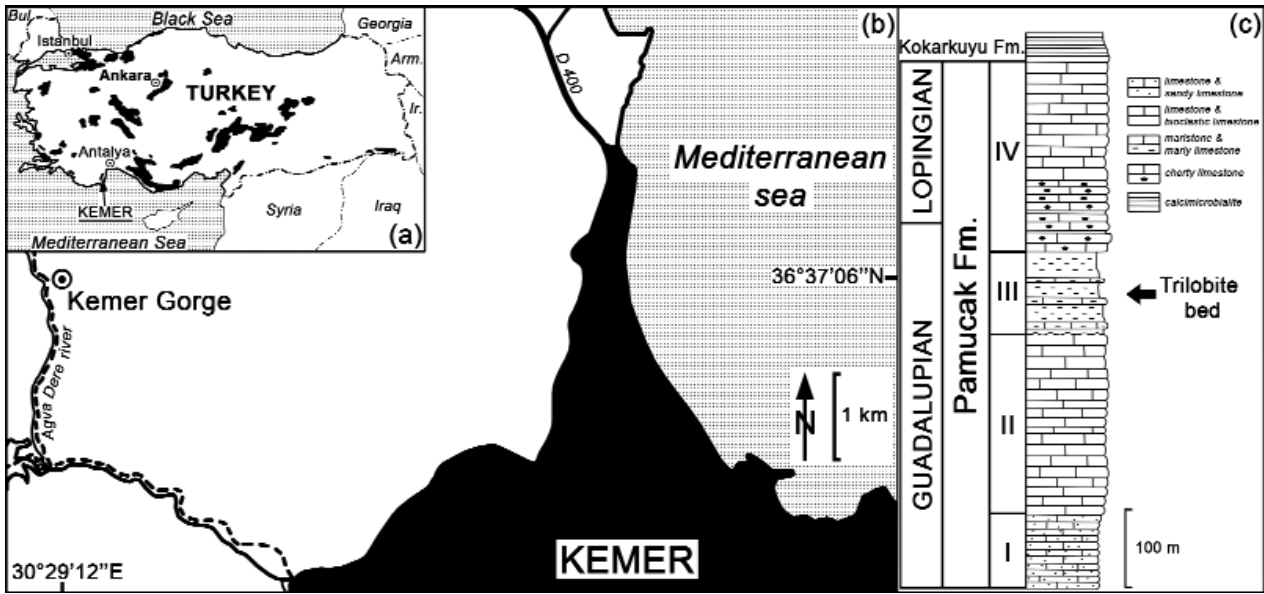 Black Sea
Bul
Georgia
Istanbul
Arm.
Ankara
TURKEY
Ir.
Antalya
KEMER
Syria
Iraq
Mediterranean Sea
(a)
(b)
D 400
Mediterranean
sea
36°37'06''N
Kemer Gorge
Agva Dere river
N
1 km
KEMER
30°29'12''E
(c)
Kokarkuyu Fm.
LOPINGIAN
GUADALUPIAN
Pamucak Fm.
IV
III
II
I
limestone &
sandy limestone
limestone &
bioclastic limestone
marlstone &
marly limestone
cherty limestone
calcimicrobialite
Trilobite
bed
100 m